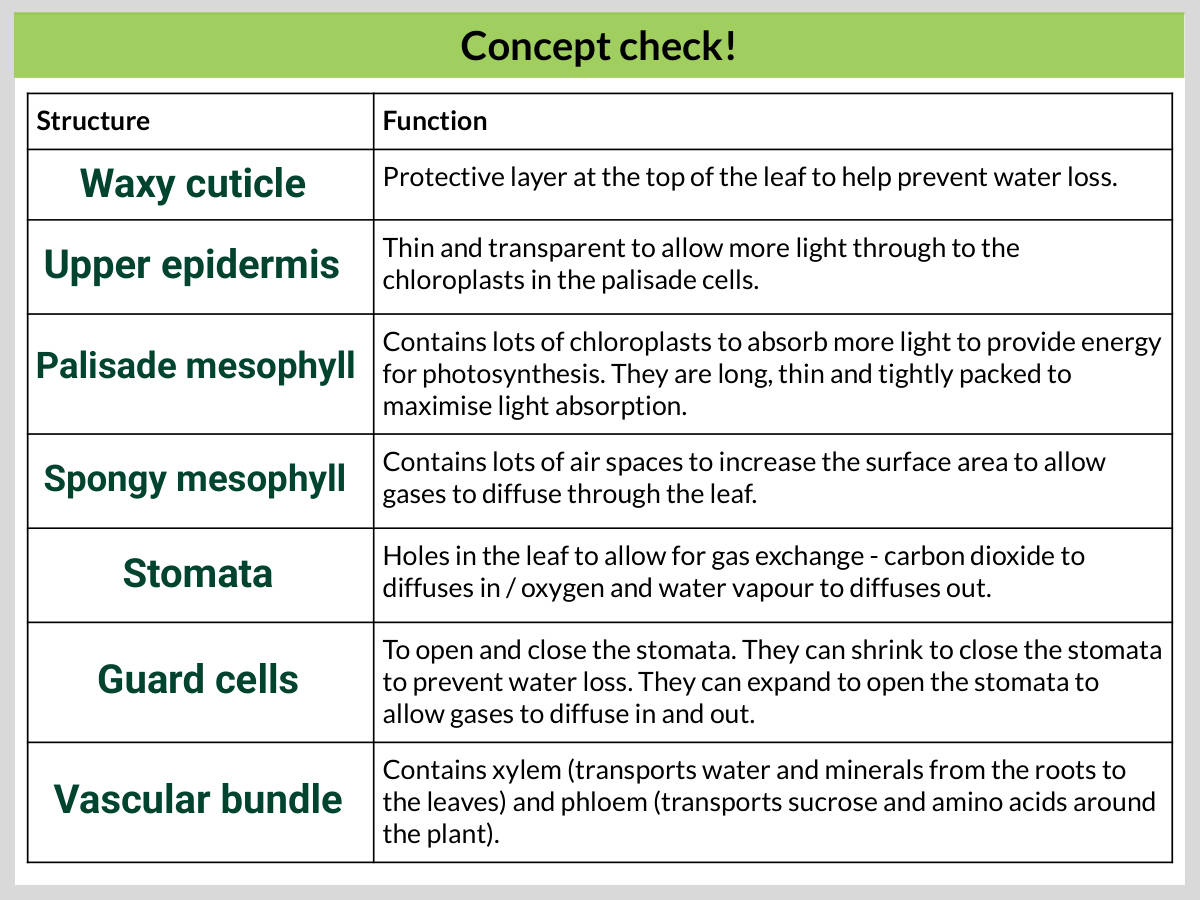 Concept check!
Structure
Function
Waxy cuticle
Protective layer at the top of the leaf to help prevent water loss.
Upper epidermis
Thin and transparent to allow more light through to the
chloroplasts in the palisade cells.
Palisade mesophyll
Contains lots of chloroplasts to absorb more light to provide energy
for photosynthesis. They are long, thin and tightly packed to
maximise light absorption.
Spongy mesophyll
Contains lots of air spaces to increase the surface area to allow
gases to diffuse through the leaf.
Stomata
Holes in the leaf to allow for gas exchange - carbon dioxide to
diffuses in / oxygen and water vapour to diffuses out.
Guard cells
To open and close the stomata. They can shrink to close the stomata
to prevent water loss. They can expand to open the stomata to
allow gases to diffuse in and out.
Vascular bundle
Contains xylem (transports water and minerals from the roots to
the leaves) and phloem (transports sucrose and amino acids around
the plant).